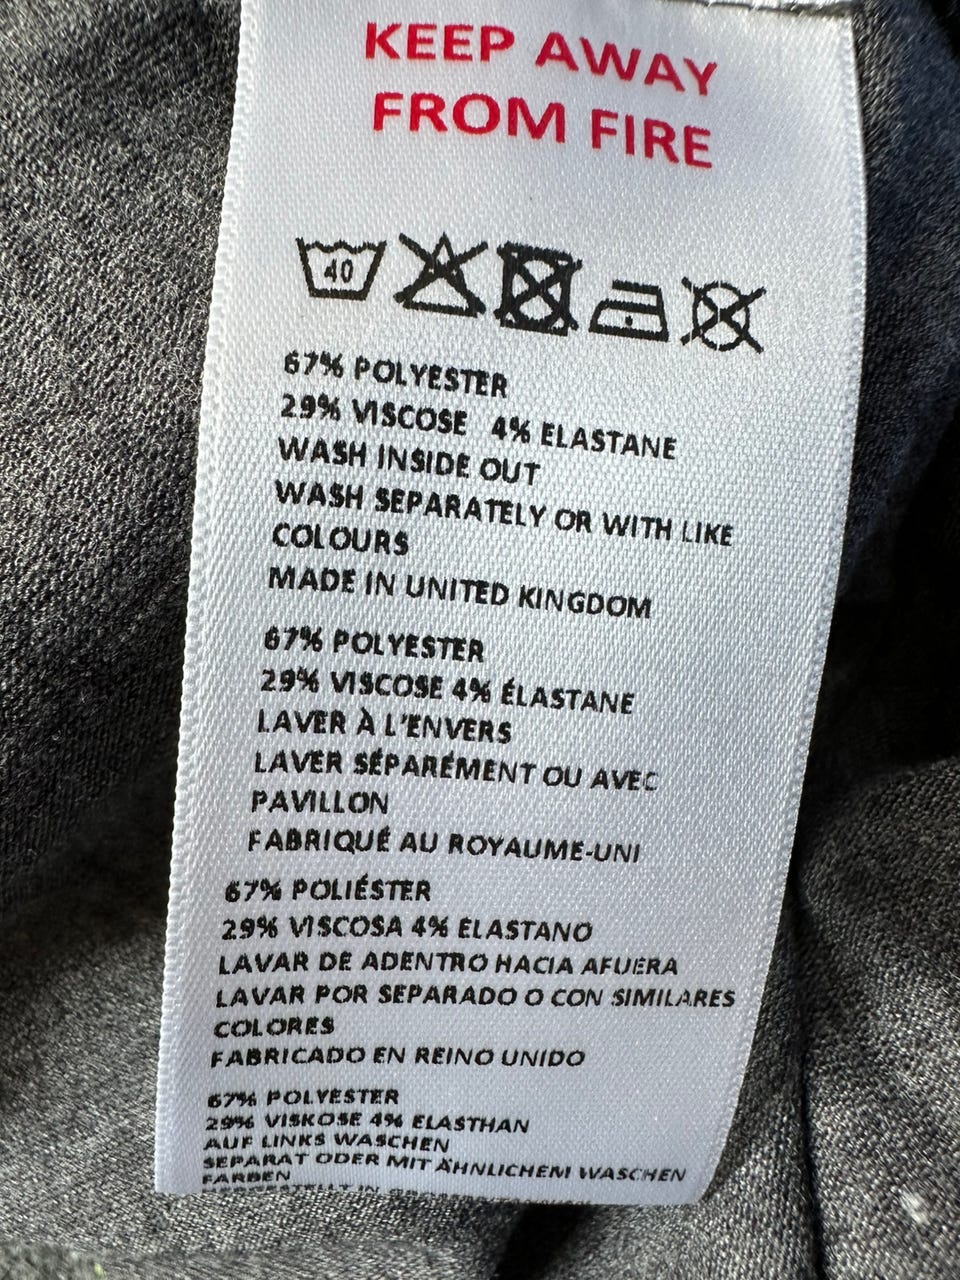 KEEP AWAY
FROM FIRE
40
67% POLYESTER
29% VISCOSE 4% ELASTANE
WASH INSIDE OUT
WASH SEPARATELY OR WITH LIKE
COLOURS
MADE IN UNITED KINGDOM
67% POLYESTER
29% VISCOSE 4% ÉLASTANE
LAVER À L'ENVERS
LAVER SÉPARÉMENT OU AVEC
PAVILLON
FABRIQUÉ AU ROYAUME-UNI
67% POLIÉSTER
29% VISCOSA 4% ELASTANO
LAVAR DE ADENTRO HACIA AFUERA
LAVAR POR SEPARADO O CON SIMILARES
COLORES
FABRICADO EN REINO UNIDO
67% POLYESTER
29% VISKOSE 4% ELASTHAN
AUF LINKS WASCHEN
SEPARAT ODER MIT ÄHNLICHEM WASCHEN
FARBEN
HERGESTELLT IN